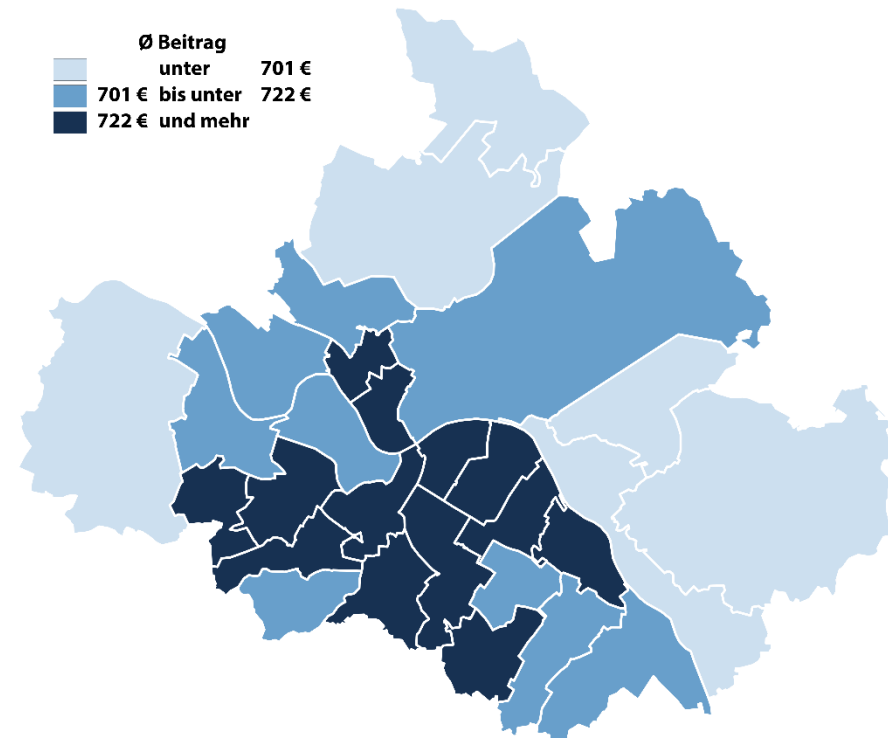 Ø Beitrag
unter 701 €
701 € bis unter 722 €
722 € und mehr